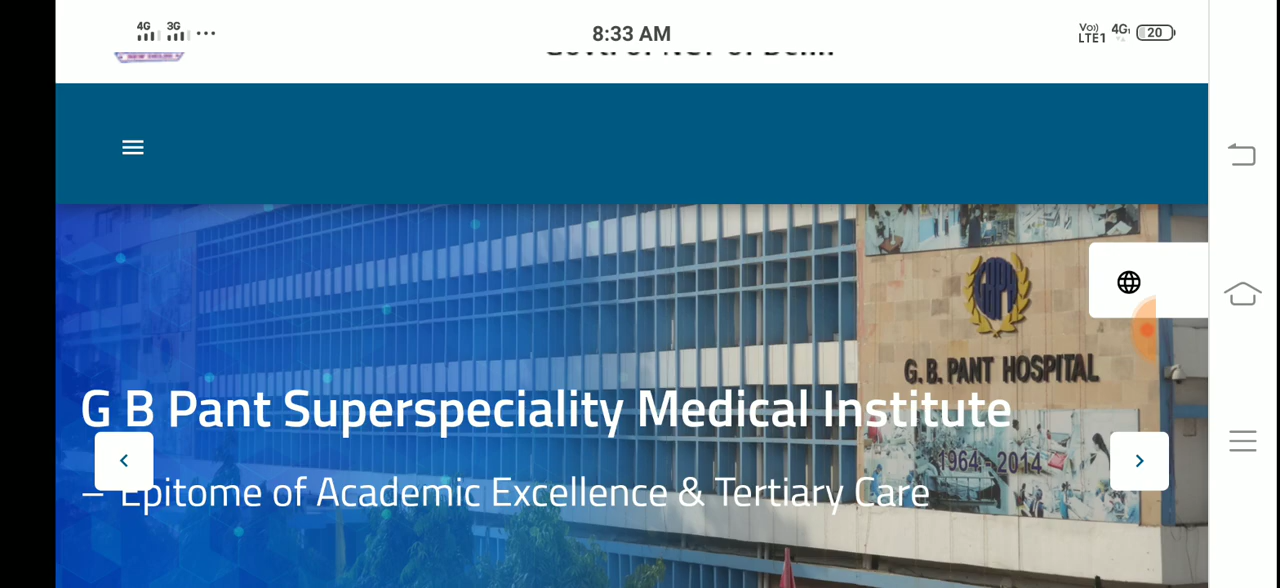 4G 3G 8:33 AM Vo)) LTE1 4G 20
G. B. PANT HOSPITAL
G B Pant Superspeciality Medical Institute
1964-2014
– Epitome of Academic Excellence & Tertiary Care